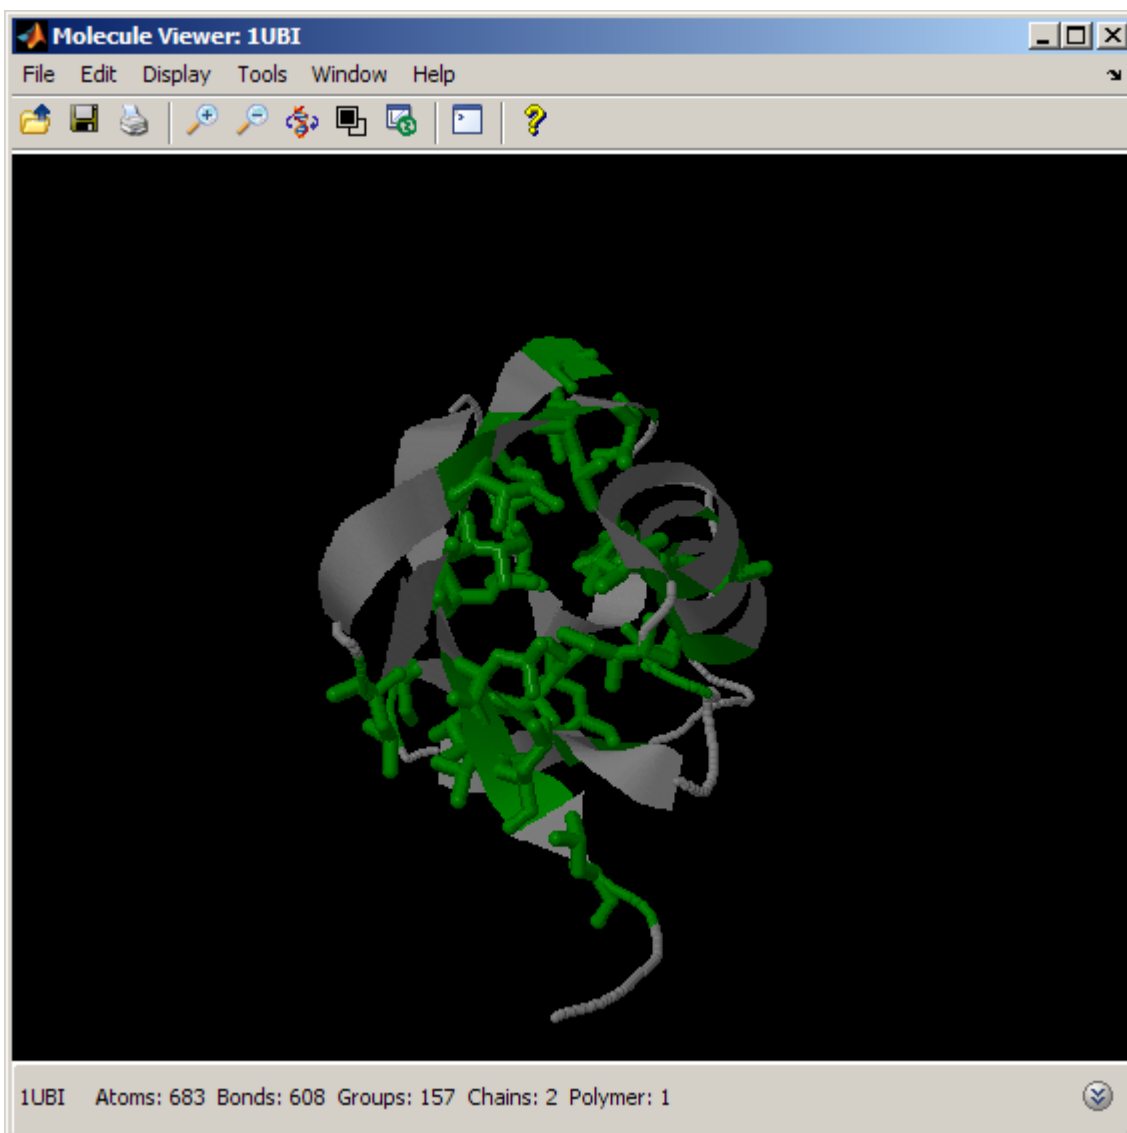 Molecule Viewer: 1UBI
File Edit Display Tools Window Help
1UBI Atoms: 683 Bonds: 608 Groups: 157 Chains: 2 Polymer: 1